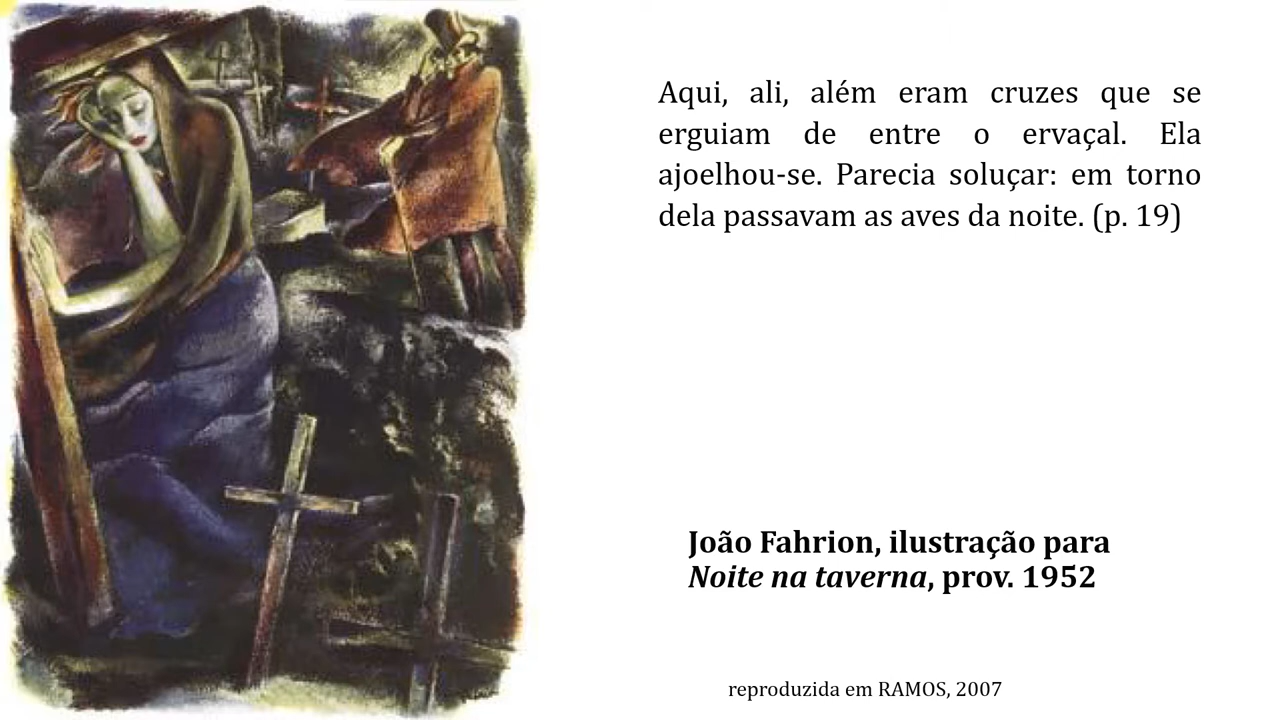 Aqui, ali, além eram cruzes que se
erguiam de entre o ervaçal. Ela
ajoelhou-se. Parecia soluçar: em torno
dela passavam as aves da noite. (p. 19)
João Fahrion, ilustração para
Noite na taverna, prov. 1952
reproduzida em RAMOS, 2007